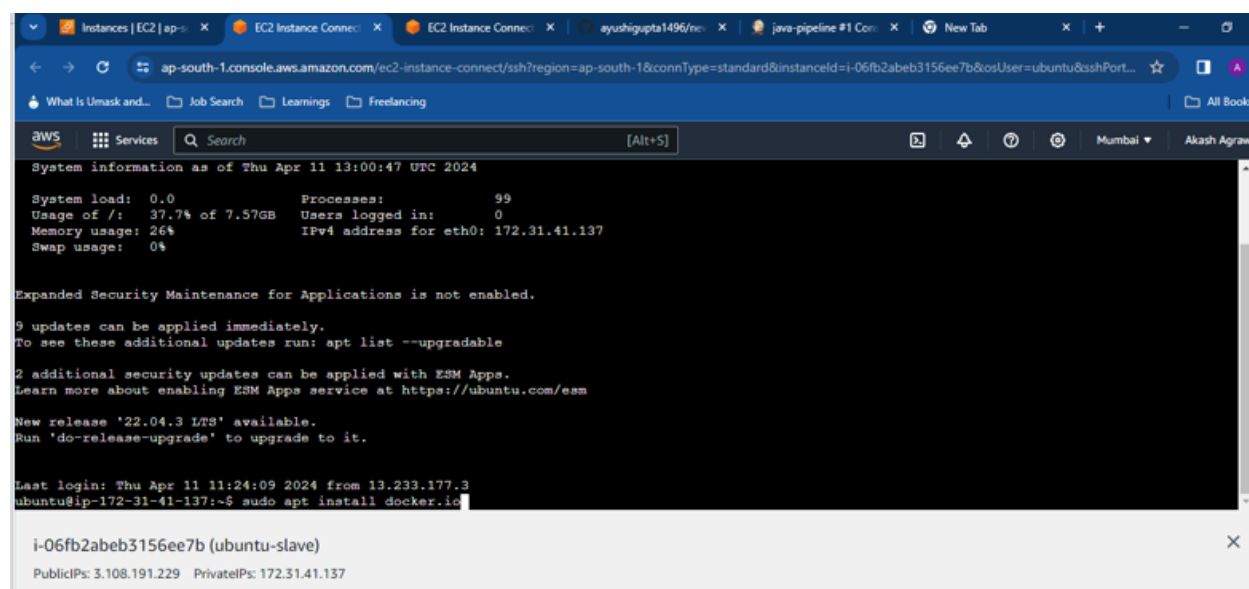 Instances | EC2 | ap-s
EC2 Instance Connect
EC2 Instance Connect
ayushigupta1496/ne
java-pipeline #1 Con
New Tab
ap-south-1.console.aws.amazon.com/ec2-instance-connect/ssh?region=ap-south-1&connType=standard&instanceId=i-06fb2abeb3156ee7b&osUser=ubuntu&sshPort...
A
What Is Umask and...
Job Search
Learnings
Freelancing
All Book
aws
Services
Search
[Alt+S]
Mumbai ▼
Akash Agraw
System information as of Thu Apr 11 13:00:47 UTC 2024
System load: 0.0 Processes: 99
Usage of /: 37.7% of 7.57GB Users logged in: 0
Memory usage: 26% IPv4 address for eth0: 172.31.41.137
Swap usage: 0%
Expanded Security Maintenance for Applications is not enabled.
9 updates can be applied immediately.
To see these additional updates run: apt list --upgradable
2 additional security updates can be applied with ESM Apps.
Learn more about enabling ESM Apps service at https://ubuntu.com/esm
New release '22.04.3 LTS' available.
Run 'do-release-upgrade' to upgrade to it.
Last login: Thu Apr 11 11:24:09 2024 from 13.233.177.3
ubuntu@ip-172-31-41-137:~$ sudo apt install docker.io
i-06fb2abeb3156ee7b (ubuntu-slave)
PublicIPs: 3.108.191.229 PrivateIPs: 172.31.41.137